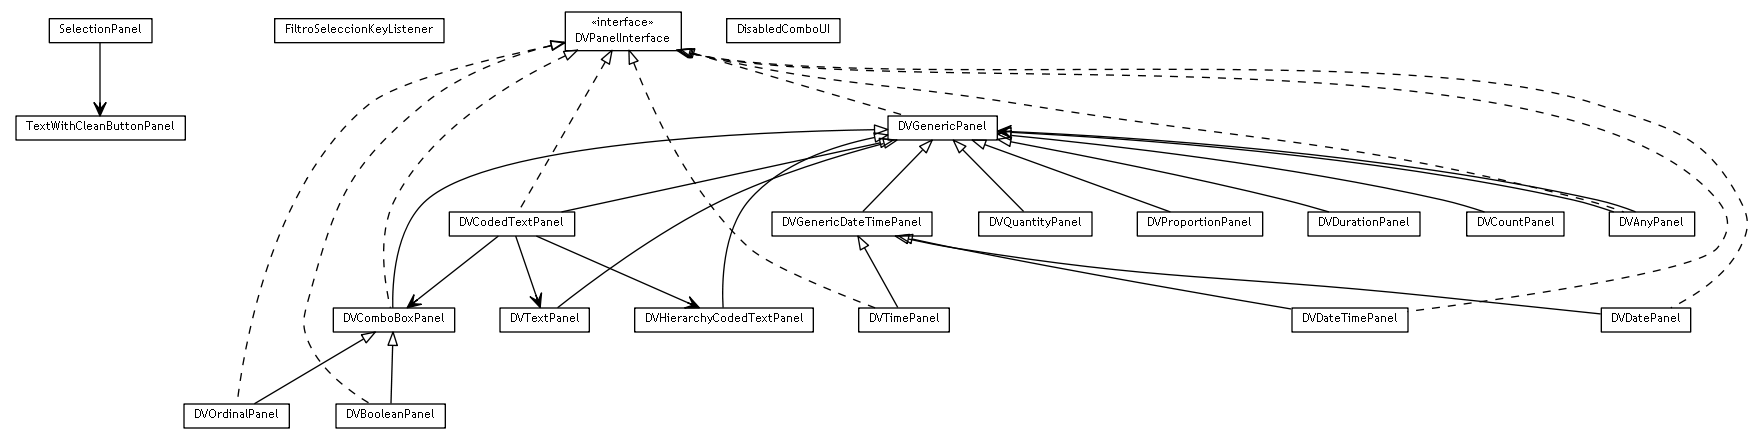 SelectionPanel
FiltroSeleccionKeyListener
«interface»
DVPanelInterface
DisabledComboUI
TextWithCleanButtonPanel
DVGenericPanel
DVCodedTextPanel
DVGenericDateTimePanel
DVQuantityPanel
DVProportionPanel
DVDurationPanel
DVCountPanel
DVAnyPanel
DVComboBoxPanel
DVTextPanel
DVHierarchyCodedTextPanel
DVTimePanel
DVDateTimePanel
DVDatePanel
DVOrdinalPanel
DVBooleanPanel